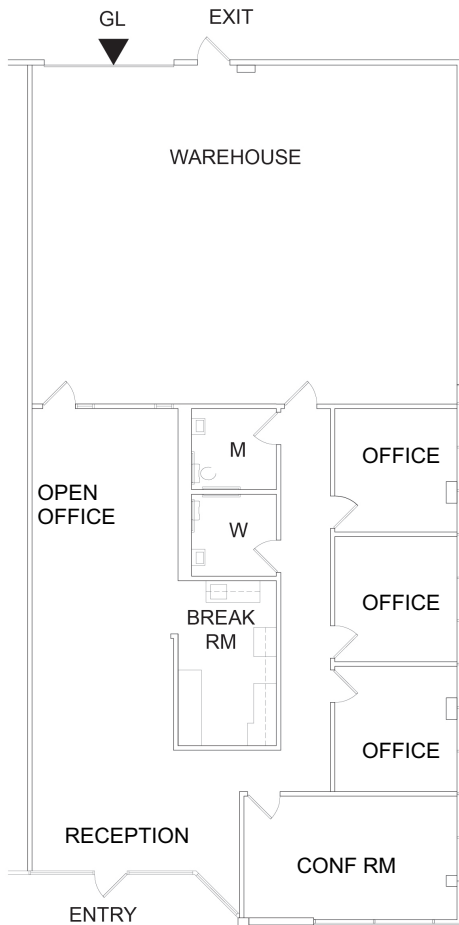 GL
EXIT
WAREHOUSE
M
OFFICE
OPEN
OFFICE
W
OFFICE
BREAK
RM
OFFICE
RECEPTION
CONF RM
ENTRY